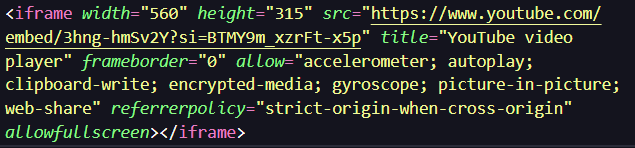 <iframe width="560" height="315" src="https://www.youtube.com/
embed/3hng-hmSv2Y?si=BTMY9m_xzrFt-x5p" title="YouTube video
player" frameborder="0" allow="accelerometer; autoplay;
clipboard-write; encrypted-media; gyroscope; picture-in-picture;
web-share" referrerpolicy="strict-origin-when-cross-origin"
allowfullscreen></iframe>